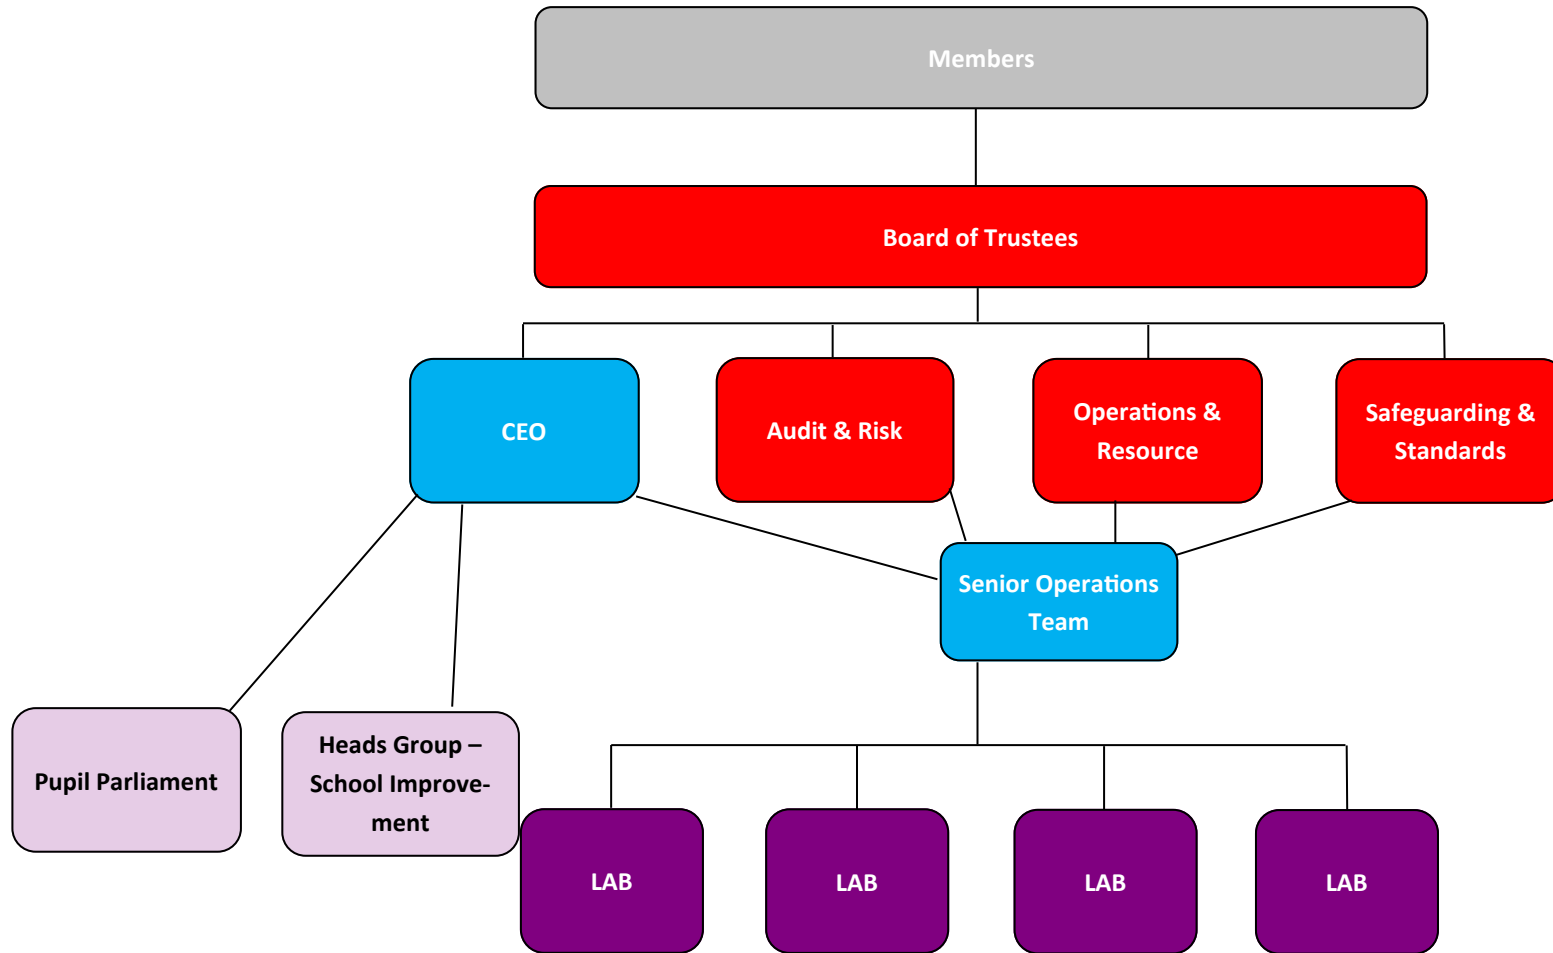 Members
Board of Trustees
CEO
Audit & Risk
Operations &
Resource
Safeguarding &
Standards
Senior Operations
Team
Pupil Parliament
Heads Group –
School Improve-
ment
LAB
LAB
LAB
LAB